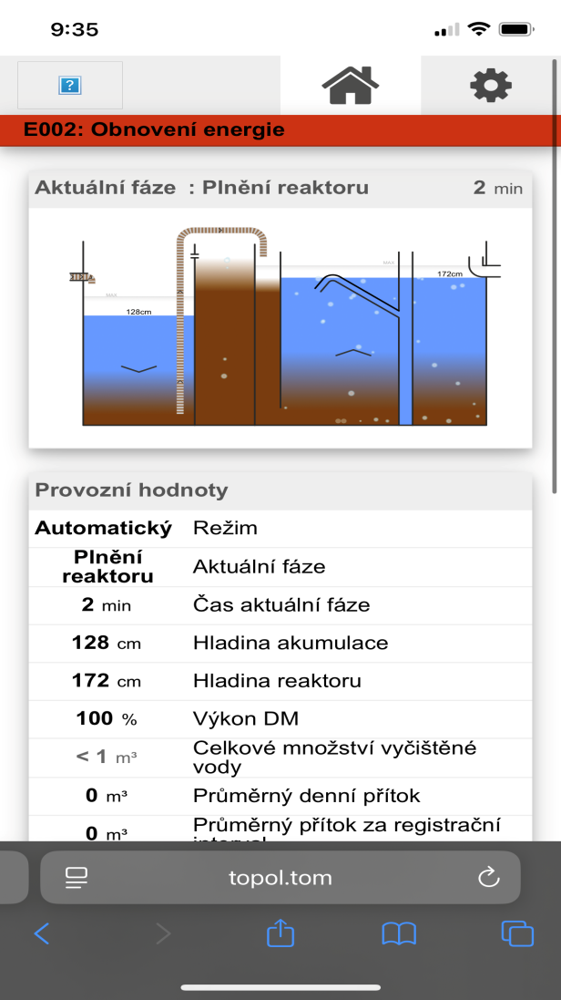 9:35
?
E002: Obnovení energie
Aktuální fáze : Plnění reaktoru 2 min
MAX
172cm
MAX
128cm
Provozní hodnoty
Automatický Režim
Plnění
reaktoru Aktuální fáze
2 min Čas aktuální fáze
128 cm Hladina akumulace
172 cm Hladina reaktoru
100 % Výkon DM
< 1 m³ Celkové množství vyčištěné
vody
0 m³ Průměrný denní přítok
0 m³ Průměrný přítok za registrační
interval
topol.tom